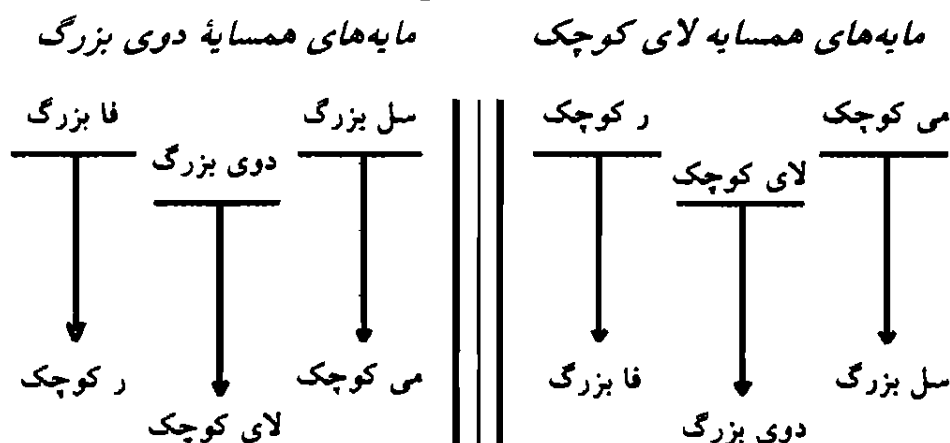 مایه‌های همسایه لای کوچک
مایه‌های همسایهٔ دوی بزرگ
می کوچک
ر کوچک
لای کوچک
سل بزرگ
فا بزرگ
دوی بزرگ
سل بزرگ
فا بزرگ
دوی بزرگ
می کوچک
ر کوچک
لای کوچک